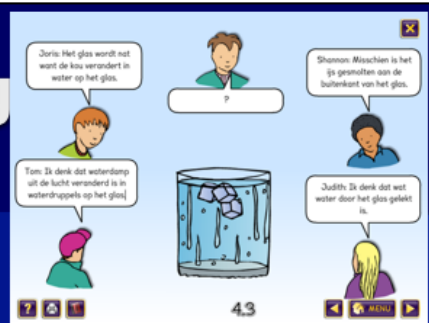 Joris: Het glas wordt nat
want de kou verandert in
water op het glas.
?
Shannon: Misschien is het
ijs gesmolten aan de
buitenkant van het glas.
Tom: Ik denk dat waterdamp
uit de lucht veranderd is in
waterdruppels op het glas
Judith: Ik denk dat wat
water door het glas gelekt
is.
?
4.3
MENU